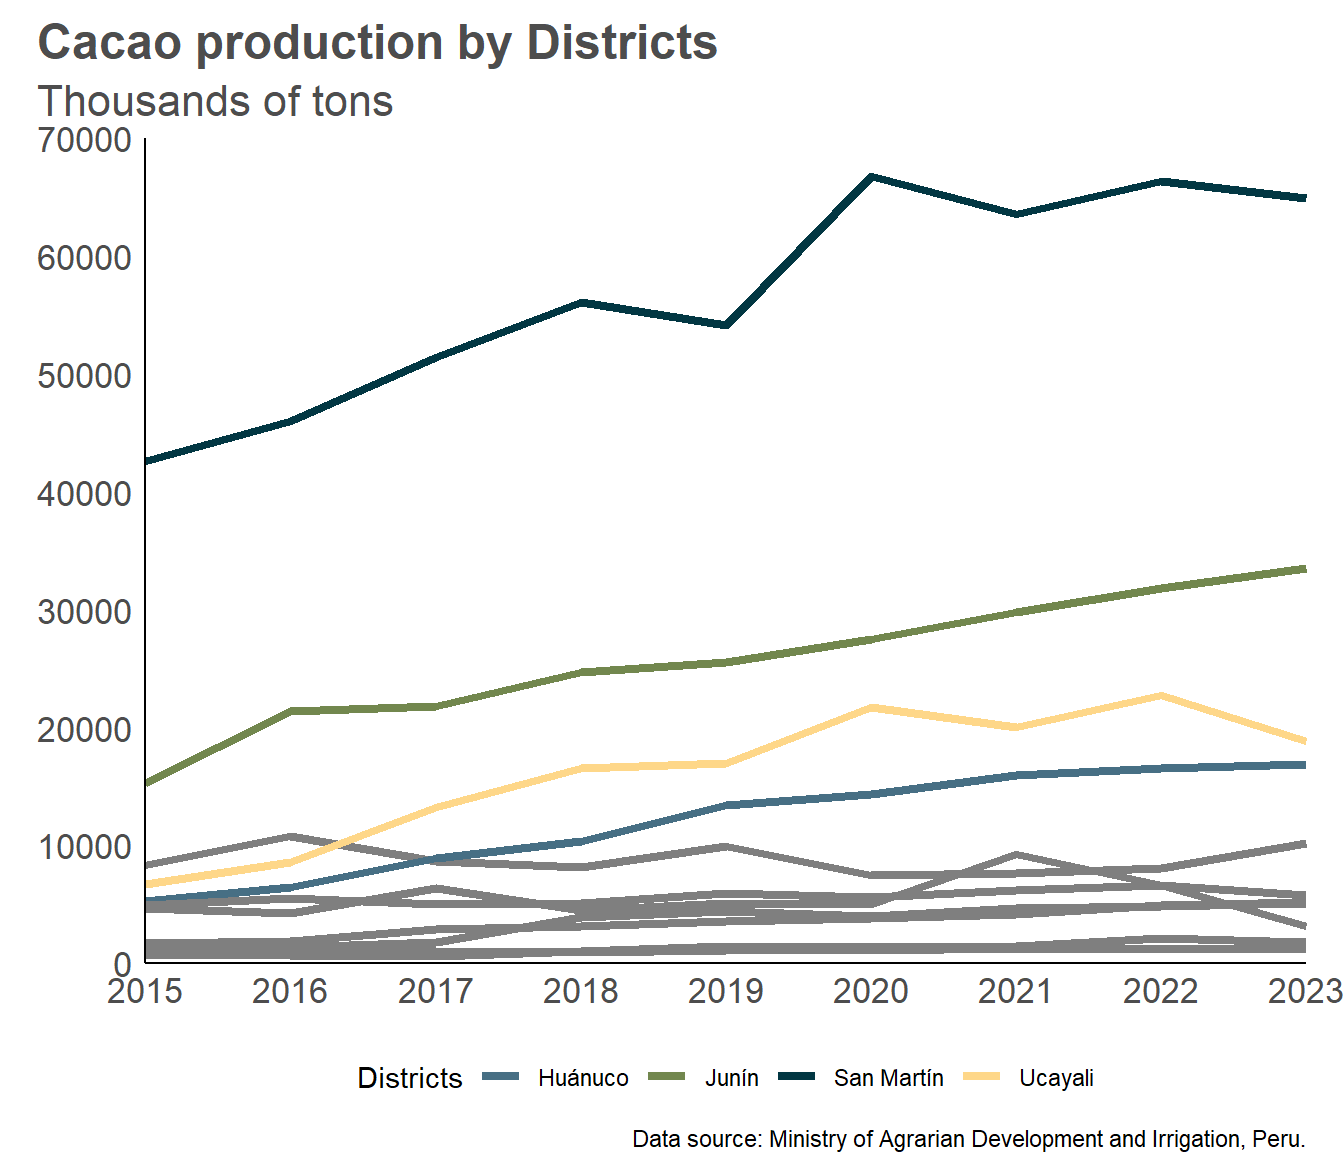 Cacao production by Districts
Thousands of tons
70000
60000
50000
40000
30000
20000
10000
0
2015 2016 2017 2018 2019 2020 2021 2022 2023
Districts Huánuco Junín San Martín Ucayali
Data source: Ministry of Agrarian Development and Irrigation, Peru.